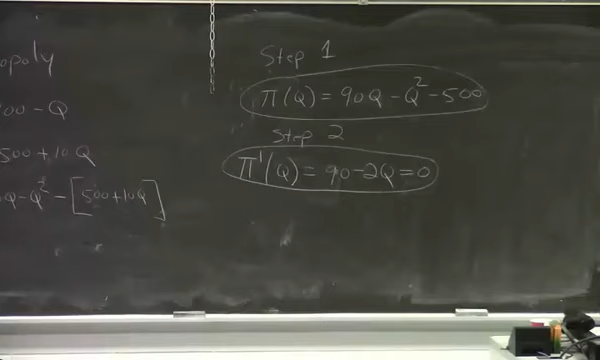 opoly
00 - Q
500 + 10Q
Q - Q² - [500 + 10Q]
Step 1
π(Q) = 90Q - Q² - 500
Step 2
π'(Q) = 90 - 2Q = 0